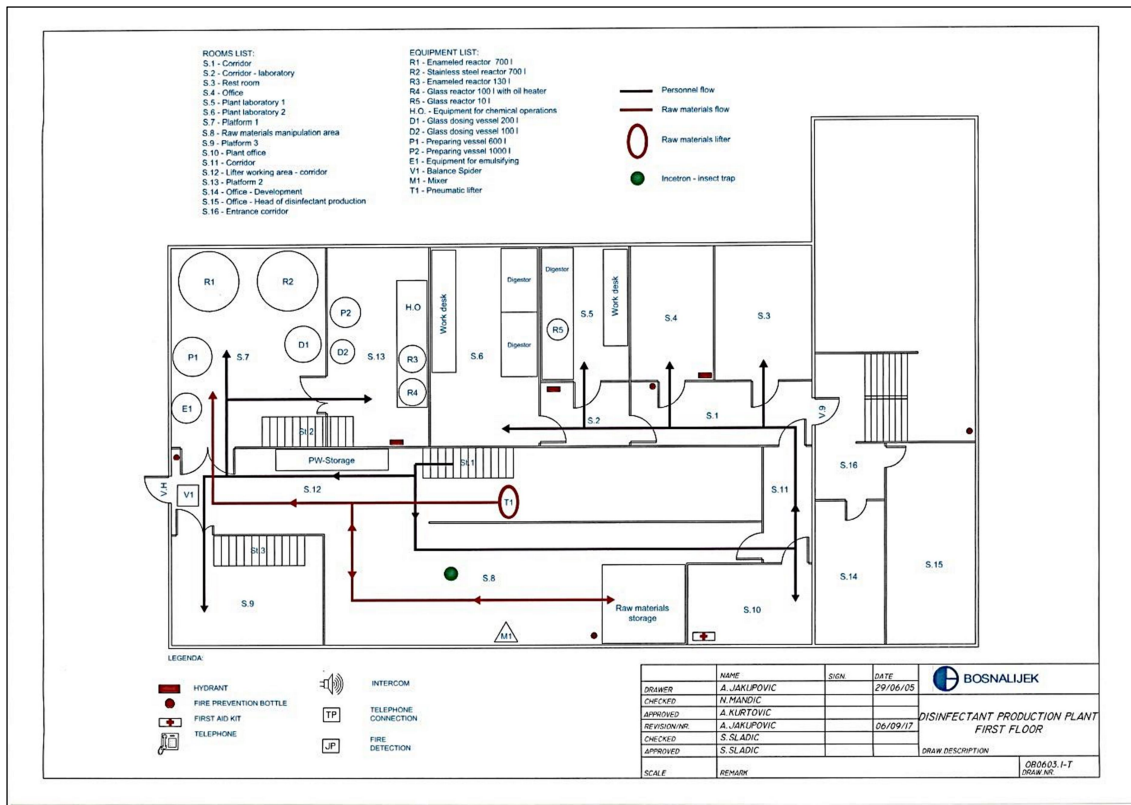 ROOMS LIST:
S.1 - Corridor
S.2 - Corridor - laboratory
S.3 - Rest room
S.4 - Office
S.5 - Plant laboratory 1
S.6 - Plant laboratory 2
S.7 - Platform 1
S.8 - Raw materials manipulation area
S.9 - Platform 3
S.10 - Plant office
S.11 - Corridor
S.12 - Lifter working area - corridor
S.13 - Platform 2
S.14 - Office - Development
S.15 - Office - Head of disinfectant production
S.16 - Entrance corridor
EQUIPMENT LIST:
R1 - Enameled reactor 700 l
R2 - Stainless steel reactor 700 l
R3 - Enameled reactor 130 l
R4 - Glass reactor 100 l with oil heater
R5 - Glass reactor 10 l
H.O. - Equipment for chemical operations
D1 - Glass dosing vessel 200 l
D2 - Glass dosing vessel 100 l
P1 - Preparing vessel 600 l
P2 - Preparing vessel 1000 l
E1 - Equipment for emulsifying
V1 - Balance Spider
M1 - Mixer
T1 - Pneumatic lifter
Personnel flow
Raw materials flow
Raw materials lifter
Incetron - insect trap
R1
R2
P1
S.7
D1
E1
P2
D2
S.13
H.O
R3
R4
St.2
Work desk
S.6
Digestor
Digestor
Digestor
R5
S.5
Work desk
S.4
S.3
S.2
S.1
V.9
S.16
PW-Storage
St.1
S.12
T1
S.11
V.H
V1
St.3
S.9
S.8
M1
Raw materials
storage
S.10
S.14
S.15
LEGENDA:
HYDRANT
FIRE PREVENTION BOTTLE
FIRST AID KIT
TELEPHONE
INTERCOM
TP
TELEPHONE
CONNECTION
JP
FIRE
DETECTION
NAME SIGN. DATE
DRAWER A.JAKUPOVIC 29/06/05
CHECKED N.MANDIC
APPROVED A.KURTOVIC
REVISION/NR. A.JAKUPOVIC 06/09/17
CHECKED S.SLADIC
APPROVED S.SLADIC
SCALE REMARK
BOSNALIJEK
DISINFECTANT PRODUCTION PLANT
FIRST FLOOR
DRAW DESCRIPTION
OB0603.1-T
DRAW.NR.